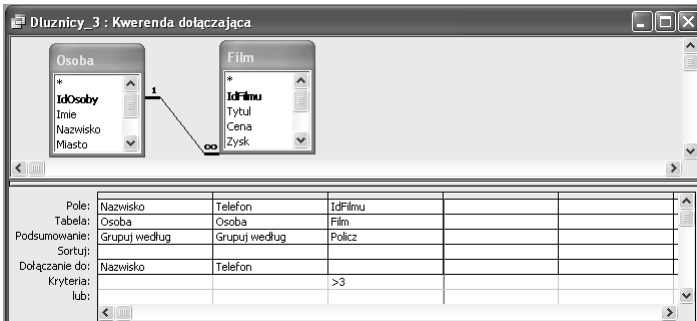 Dluznicy_3 : Kwerenda dołączająca
Osoba
*
IdOsoby
Imie
Nazwisko
Miasto
1
∞
Film
*
IdFilmu
Tytul
Cena
Zysk
Pole: Nazwisko Telefon IdFilmu
Tabela: Osoba Osoba Film
Podsumowanie: Grupuj według Grupuj według Policz
Sortuj:
Dołączanie do: Nazwisko Telefon
Kryteria: >3
lub: